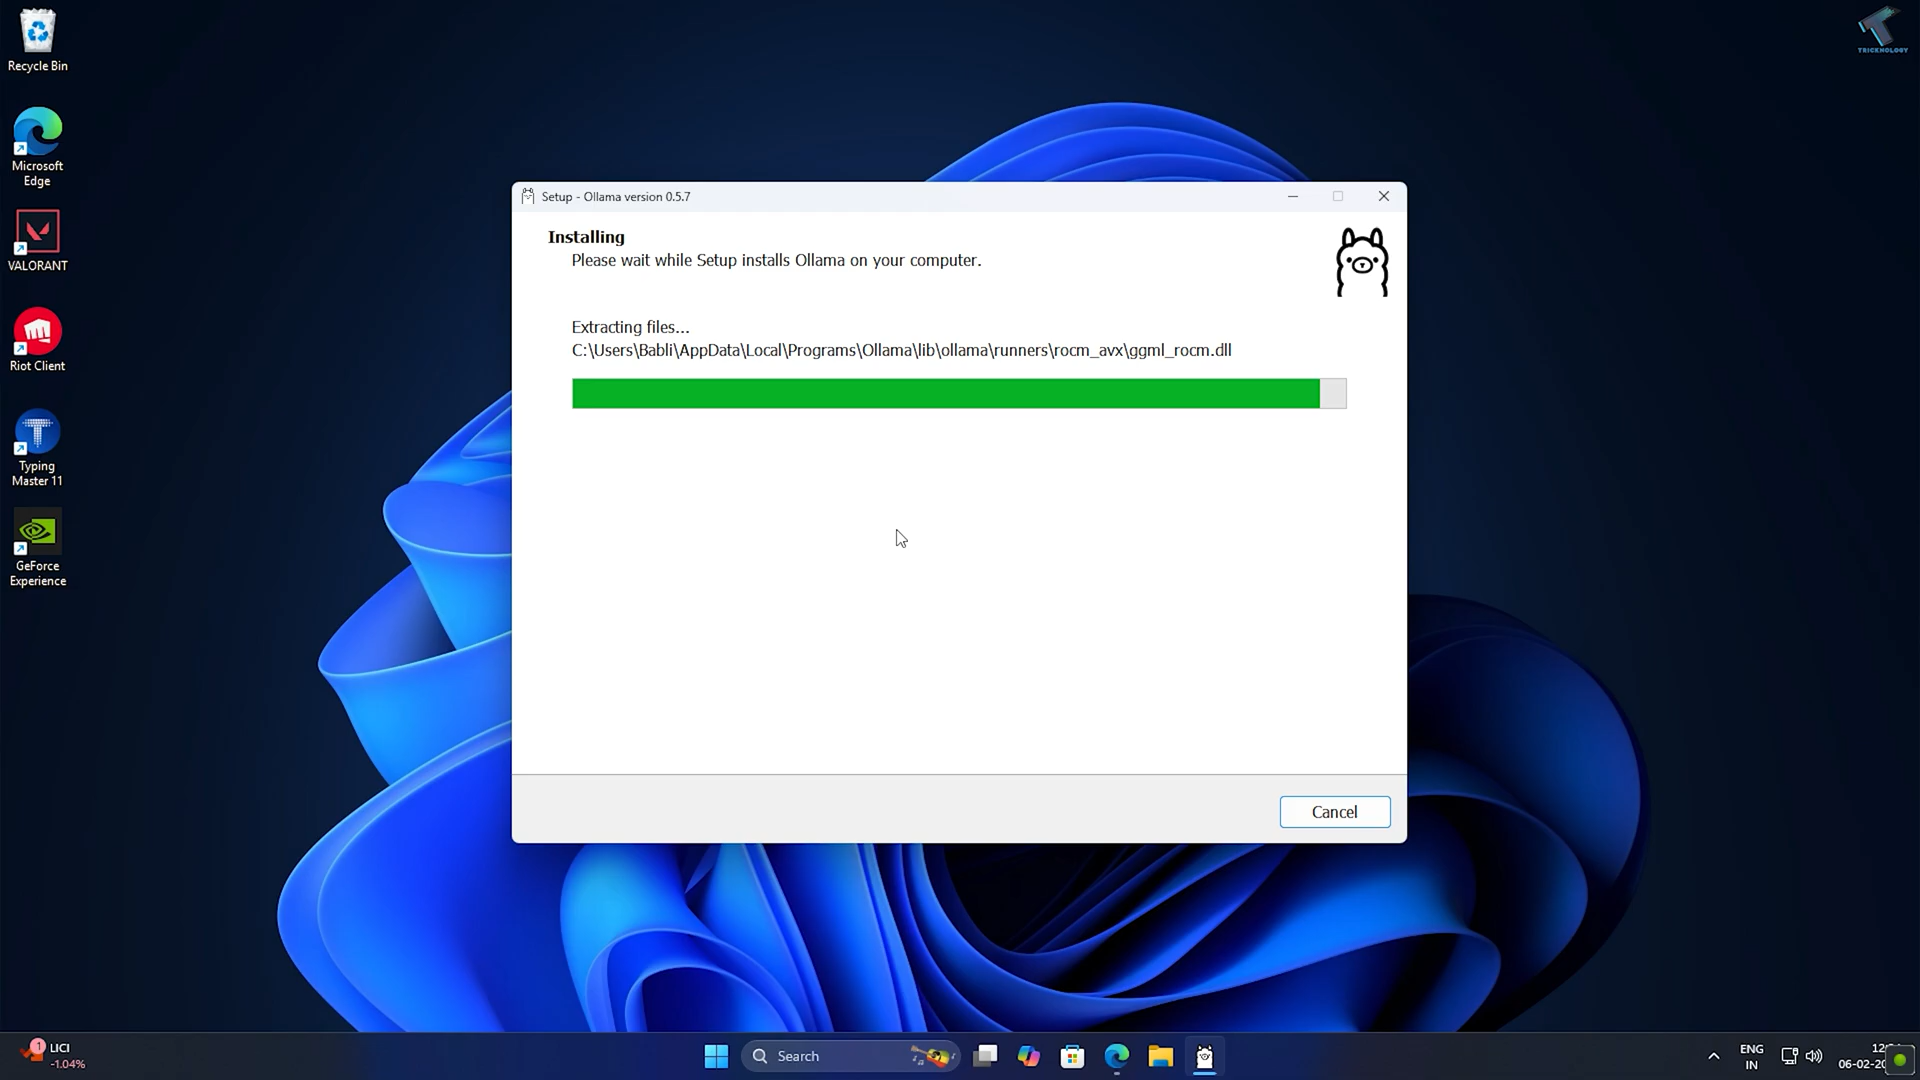 Recycle Bin
Microsoft
Edge
VALORANT
Riot Client
Typing
Master 11
GeForce
Experience
TRICKNOLOGY
Setup - Ollama version 0.5.7
Installing
Please wait while Setup installs Ollama on your computer.
Extracting files...
C:\Users\Babli\AppData\Local\Programs\Ollama\lib\ollama\runners\rocm_avx\ggml_rocm.dll
Cancel
1
LICI
-1.04%
Search
ENG
IN
06-02-20